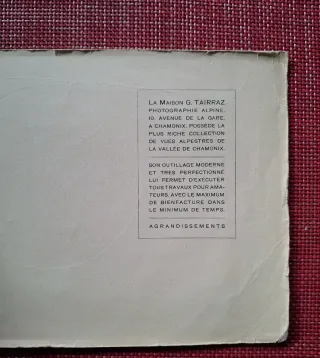 LA MAISON G. TAIRRAZ
PHOTOGRAPHIE ALPINE,
10, AVENUE DE LA GARE,
A CHAMONIX, POSSÈDE LA
PLUS RICHE COLLECTION
DE VUES ALPESTRES DE
LA VALLÉE DE CHAMONIX.
SON OUTILLAGE MODERNE
ET TRES PERFECTIONNÉ
LUI PERMET D'EXÉCUTER
TOUS TRAVAUX POUR AMA-
TEURS, AVEC LE MAXIMUM
DE BIENFACTURE DANS
LE MINIMUM DE TEMPS.
AGRANDISSEMENTS